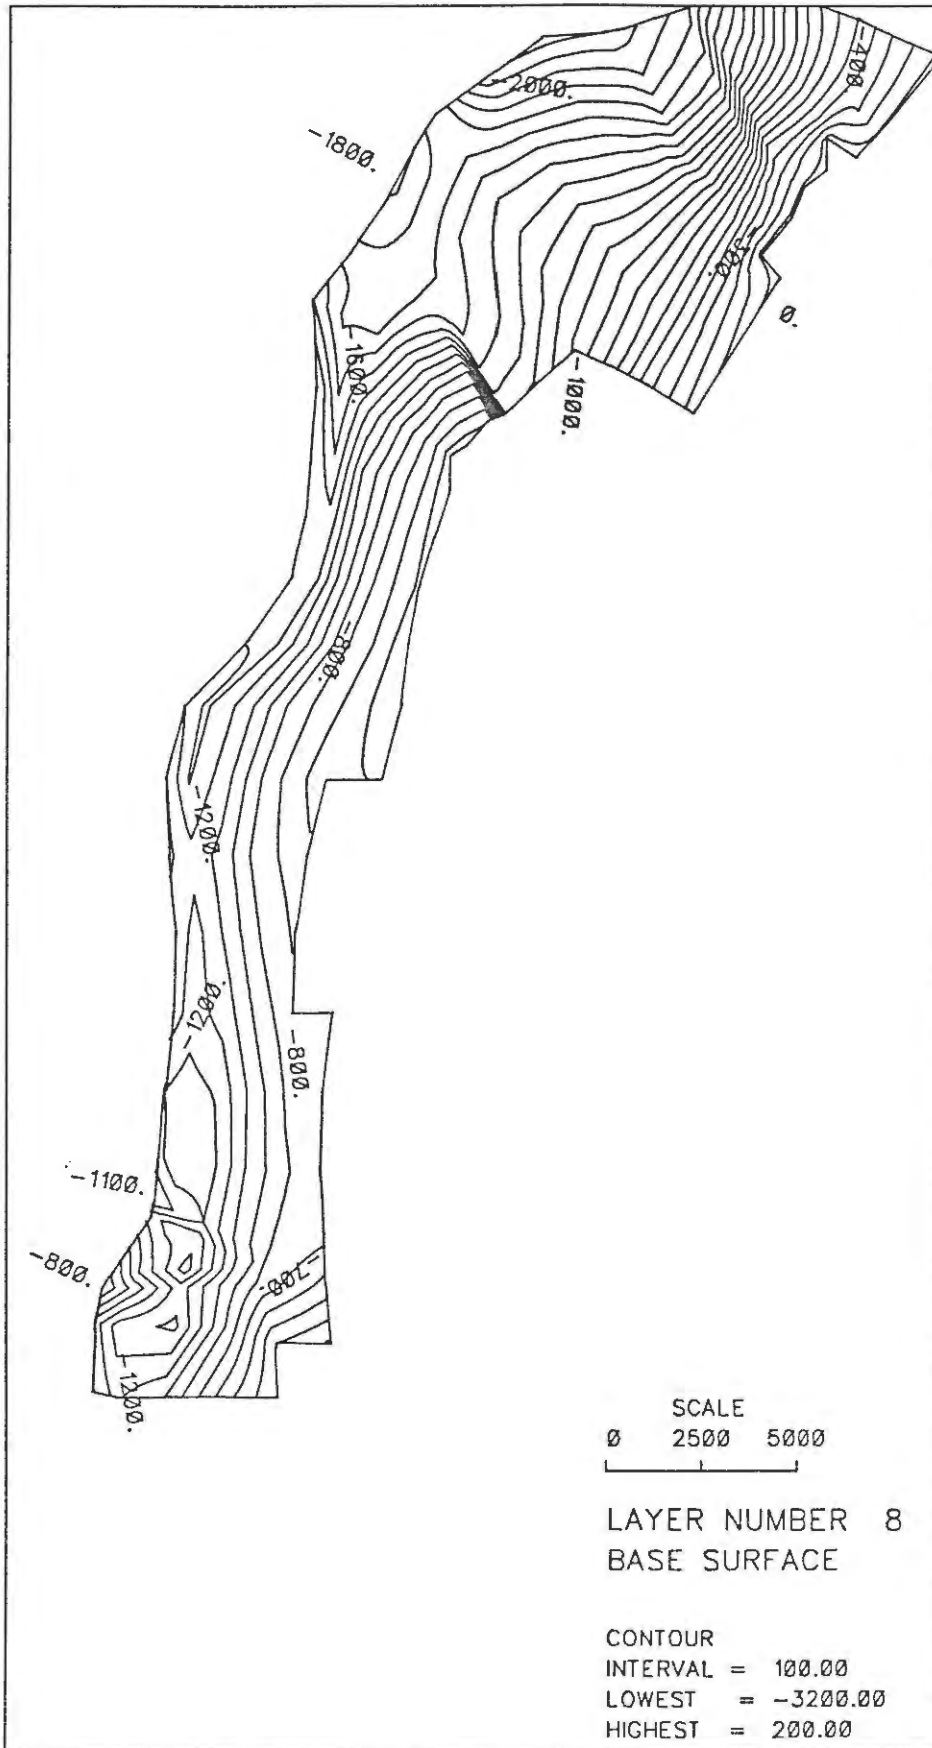 -400.
-2000.
-1800.
-300.
0.
-1600.
-1000.
-800.
-1200.
-1200.
-800.
-1100.
-800.
-700.
-1200.
SCALE
0 2500 5000
LAYER NUMBER 8
BASE SURFACE
CONTOUR
INTERVAL = 100.00
LOWEST = -3200.00
HIGHEST = 200.00